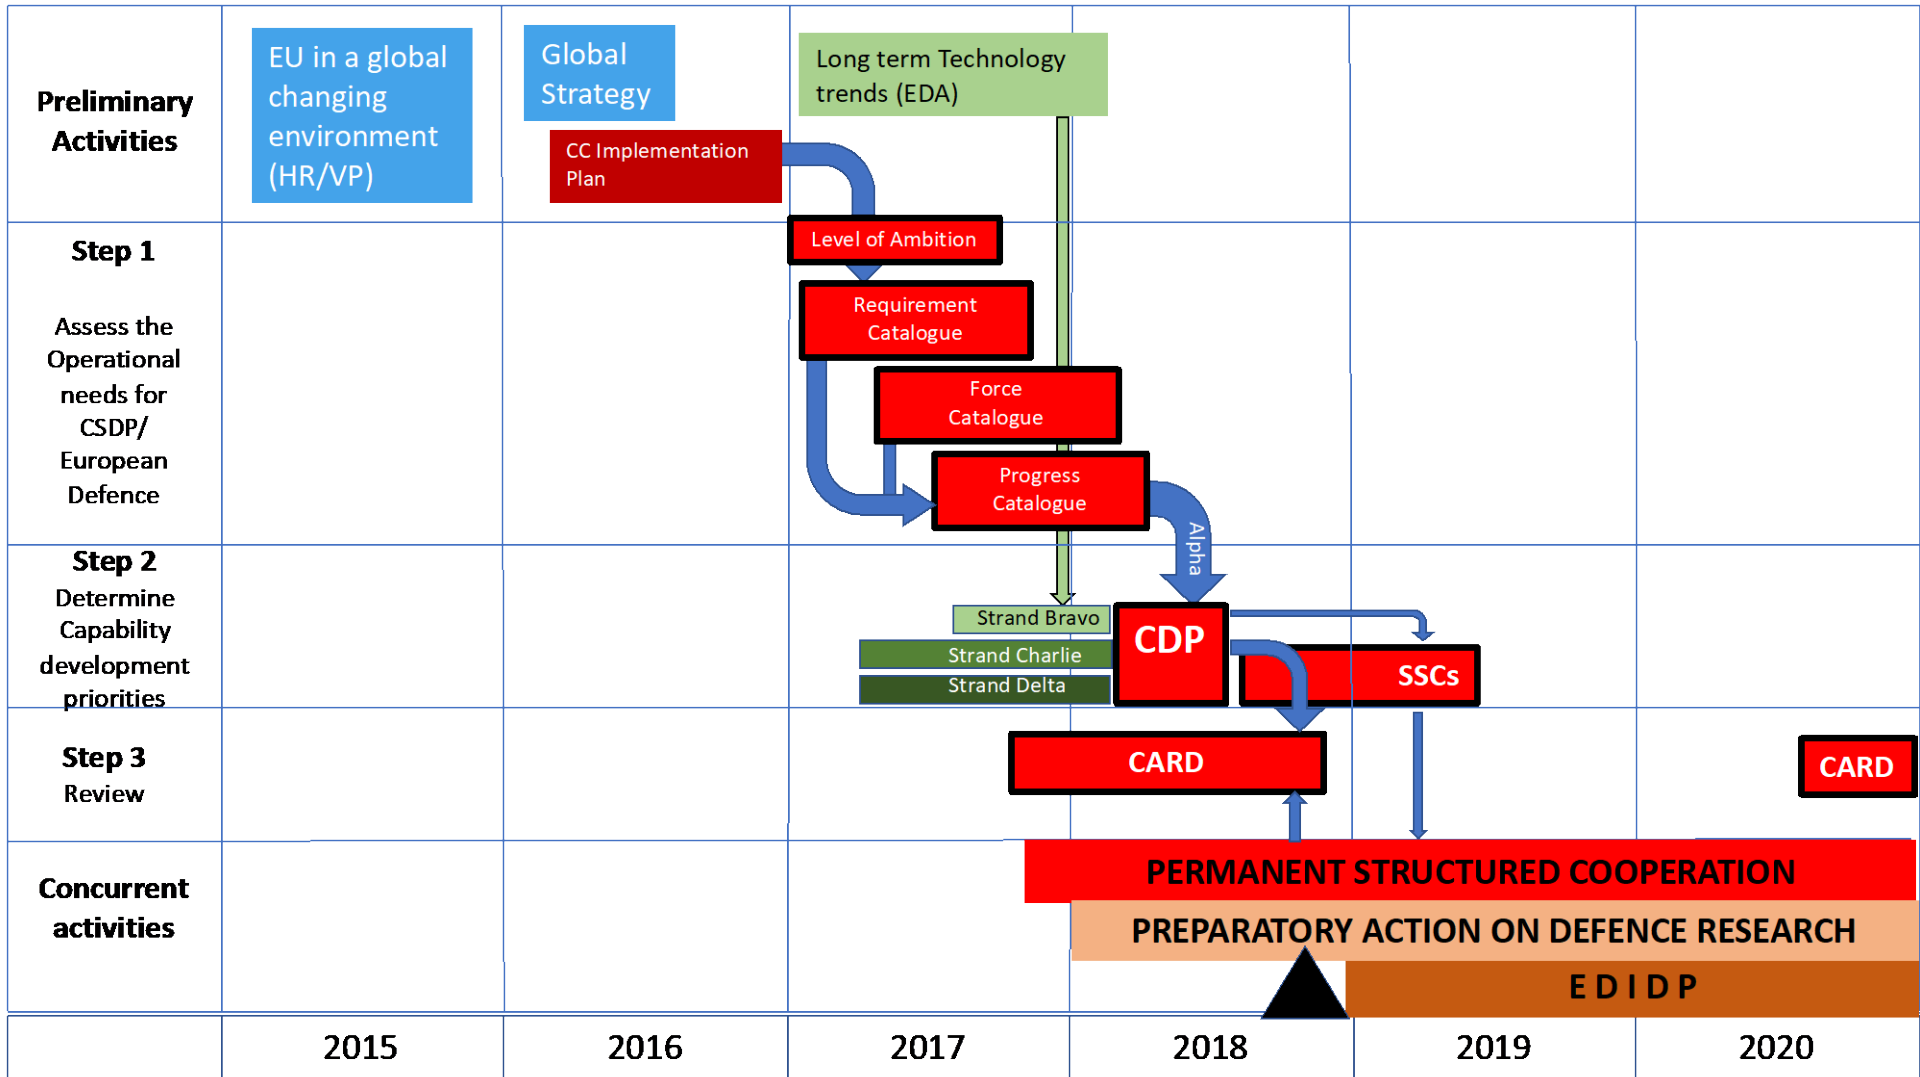 Preliminary
Activities
EU in a global
changing
environment
(HR/VP)
Global
Strategy
CC Implementation
Plan
Long term Technology
trends (EDA)
Step 1
Assess the
Operational
needs for
CSDP/
European
Defence
Level of Ambition
Requirement
Catalogue
Force
Catalogue
Progress
Catalogue
Alpha
Step 2
Determine
Capability
development
priorities
Strand Bravo
Strand Charlie
Strand Delta
CDP
SSCs
Step 3
Review
CARD
CARD
Concurrent
activities
PERMANENT STRUCTURED COOPERATION
PREPARATORY ACTION ON DEFENCE RESEARCH
E D I D P
2015
2016
2017
2018
2019
2020